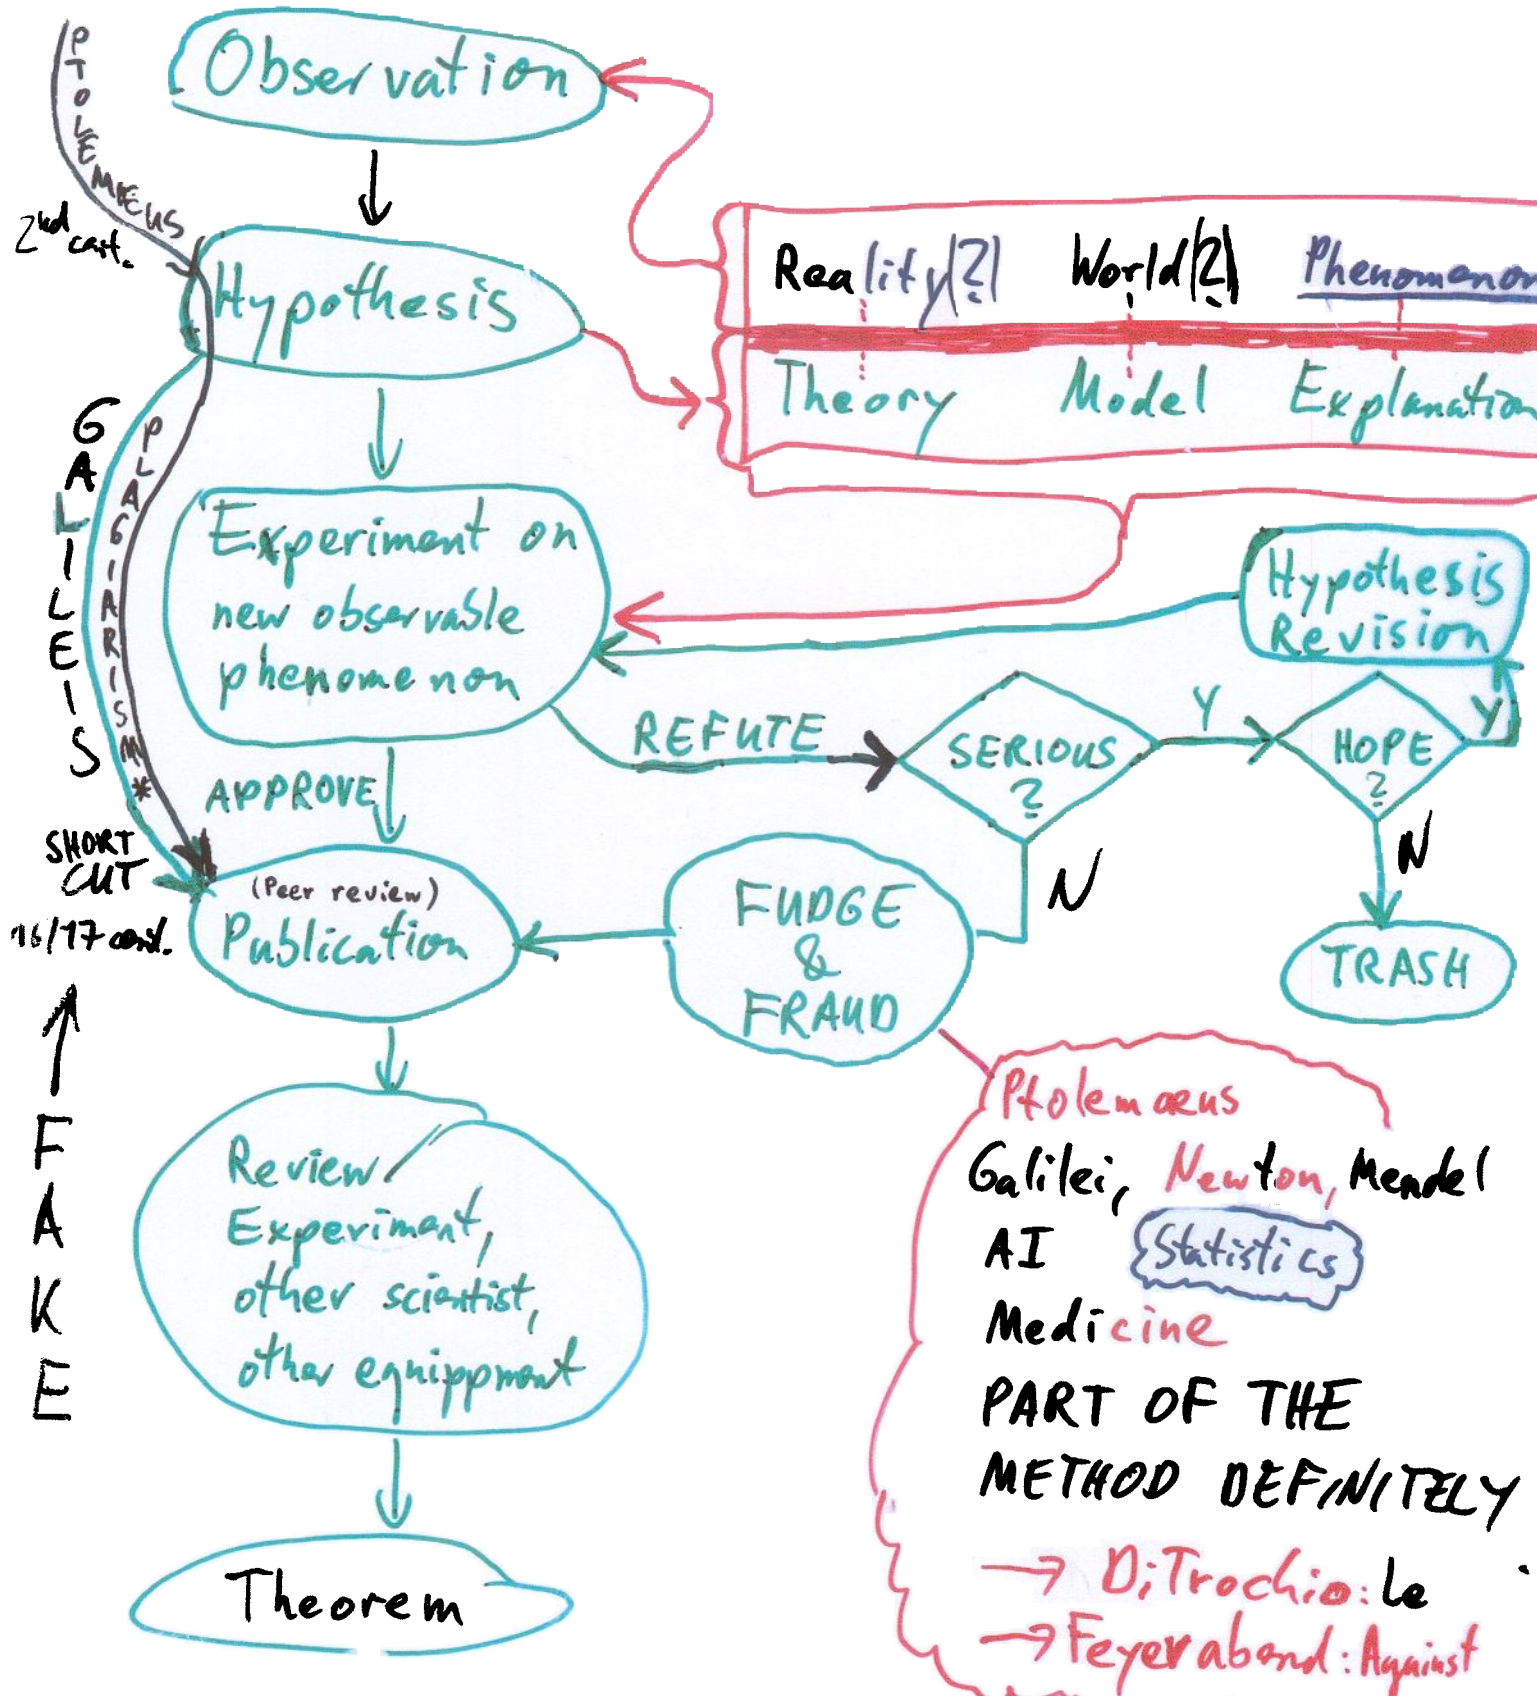 PTOLEMEUS
2nd cent.
Observation
Hypothesis
Reality(?) World(?) Phenomenon
Theory Model Explanation
GALILEIS
PLAGIARISM*
SHORT
CUT
16/17 cent.
FAKE
Experiment on
new observable
phenomenon
Hypothesis
Revision
REFUTE
SERIOUS
?
Y
HOPE
?
Y
N
N
TRASH
APPROVE
(Peer review)
Publication
FUDGE
&
FRAUD
Review
Experiment,
other scientist,
other equippment
Theorem
Ptolemaeus
Galilei, Newton, Mendel
AI Statistics
Medicine
PART OF THE
METHOD DEFINITELY
→ DiTrochio: Le
→ Feyerabend: Against